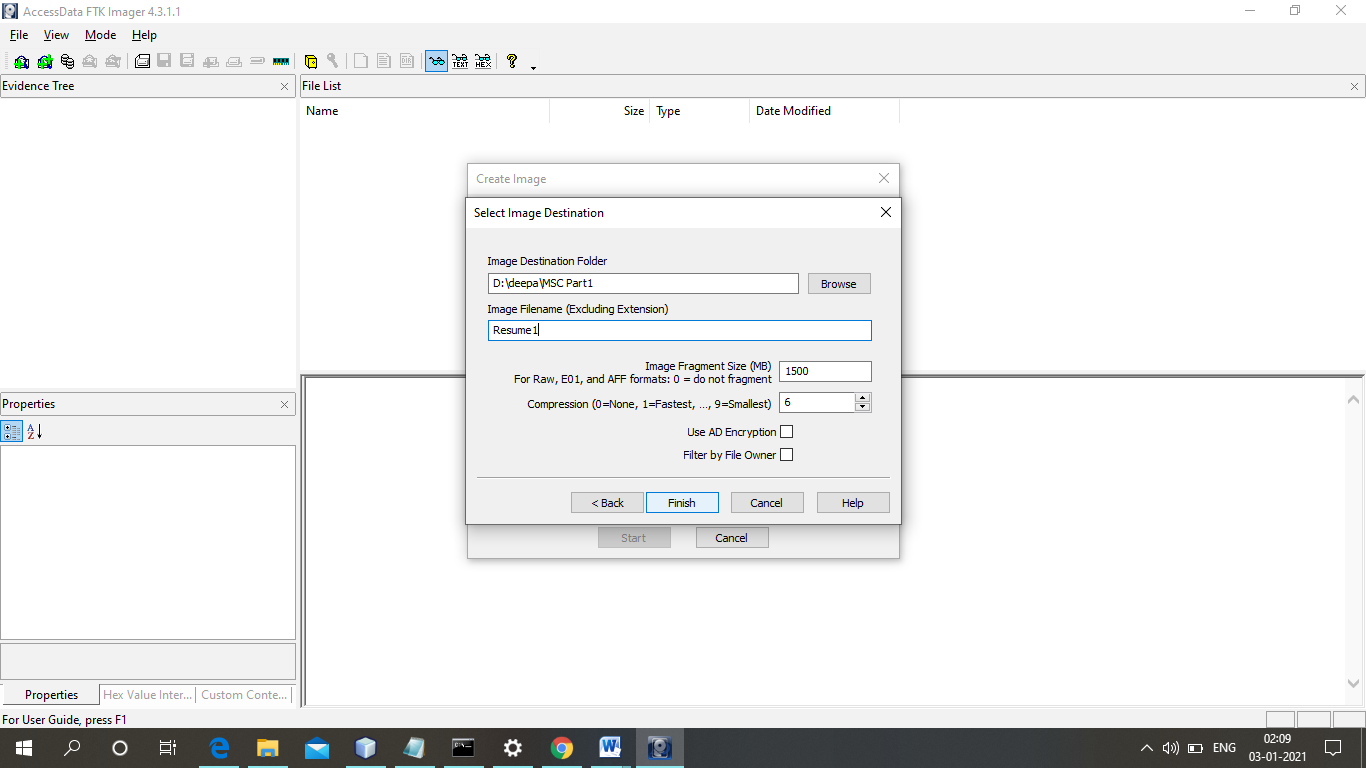 AccessData FTK Imager 4.3.1.1
File View Mode Help
TEXT HEX ?
Evidence Tree
File List
Name Size Type Date Modified
Create Image
Select Image Destination
Image Destination Folder
D:\deepa\MSC Part1 Browse
Image Filename (Excluding Extension)
Resume1
Image Fragment Size (MB)
For Raw, E01, and AFF formats: 0 = do not fragment
1500
Compression (0=None, 1=Fastest, ..., 9=Smallest) 6
Use AD Encryption
Filter by File Owner
< Back Finish Cancel Help
Start Cancel
Properties
A
Z
Properties Hex Value Inter... Custom Conte...
For User Guide, press F1
ENG
02:09
03-01-2021